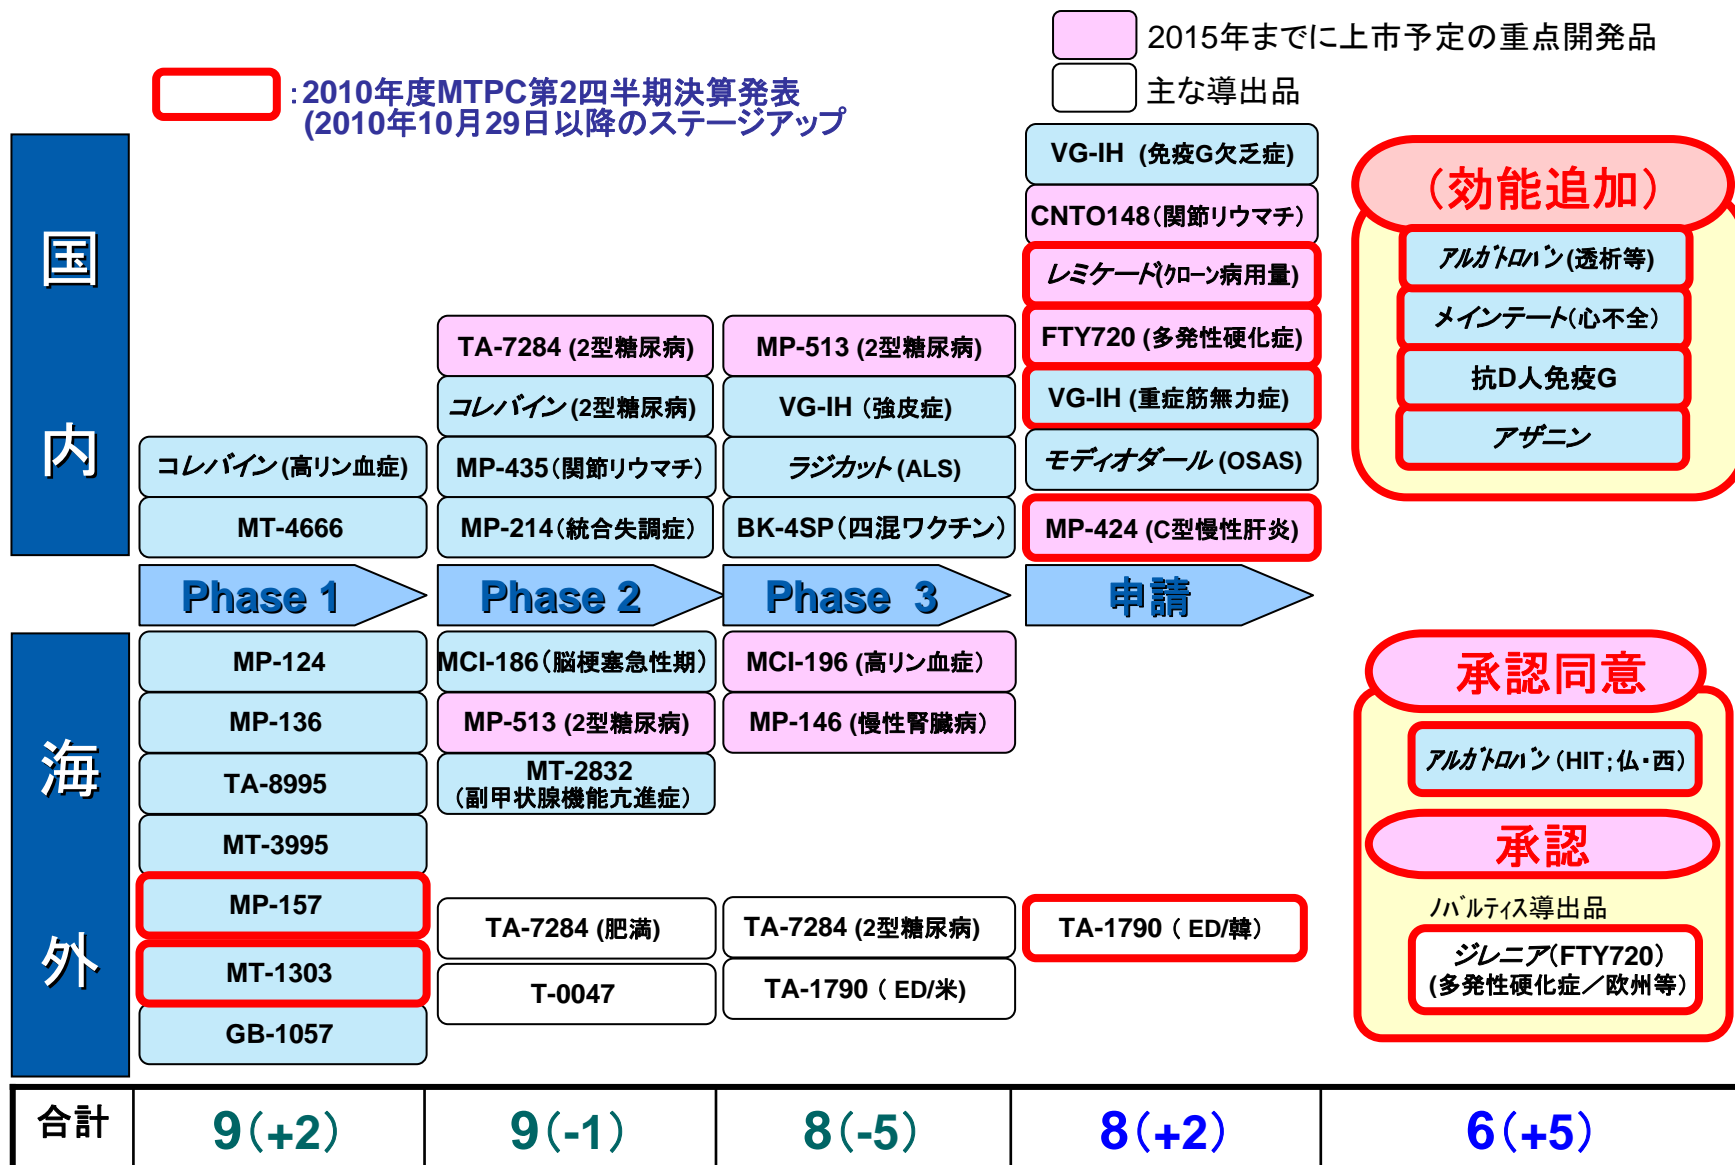 2015年までに上市予定の重点開発品
主な導出品
:2010年度MTPC第2四半期決算発表
(2010年10月29日以降のステージアップ
国内
コレバイン(高リン血症)
MT-4666
TA-7284 (2型糖尿病)
コレバイン(2型糖尿病)
MP-435(関節リウマチ)
MP-214(統合失調症)
MP-513 (2型糖尿病)
VG-IH (強皮症)
ラジカット(ALS)
BK-4SP(四混ワクチン)
VG-IH (免疫G欠乏症)
CNTO148(関節リウマチ)
レミケード(クローン病用量)
FTY720 (多発性硬化症)
VG-IH (重症筋無力症)
モディオダール (OSAS)
MP-424 (C型慢性肝炎)
(効能追加)
アルガトロバン(透析等)
メインテート(心不全)
抗D人免疫G
アザニン
Phase 1
Phase 2
Phase 3
申請
海外
MP-124
MP-136
TA-8995
MT-3995
MP-157
MT-1303
GB-1057
MCI-186(脳梗塞急性期)
MP-513 (2型糖尿病)
MT-2832
(副甲状腺機能亢進症)
TA-7284 (肥満)
T-0047
MCI-196 (高リン血症)
MP-146 (慢性腎臓病)
TA-7284 (2型糖尿病)
TA-1790 ( ED/米)
TA-1790 ( ED/韓)
承認同意
アルガトロバン(HIT;仏・西)
承認
ノバルティス導出品
ジレニア(FTY720)
(多発性硬化症/欧州等)
合計 9(+2) 9(-1) 8(-5) 8(+2) 6(+5)